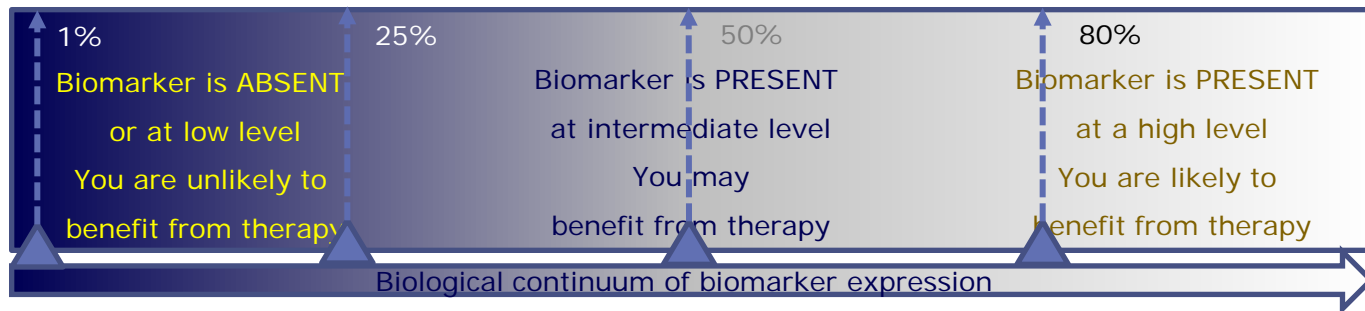 1%
25%
50%
80%
Biomarker is ABSENT
or at low level
You are unlikely to
benefit from therapy
Biomarker is PRESENT
at intermediate level
You may
benefit from therapy
Biomarker is PRESENT
at a high level
You are likely to
benefit from therapy
Biological continuum of biomarker expression